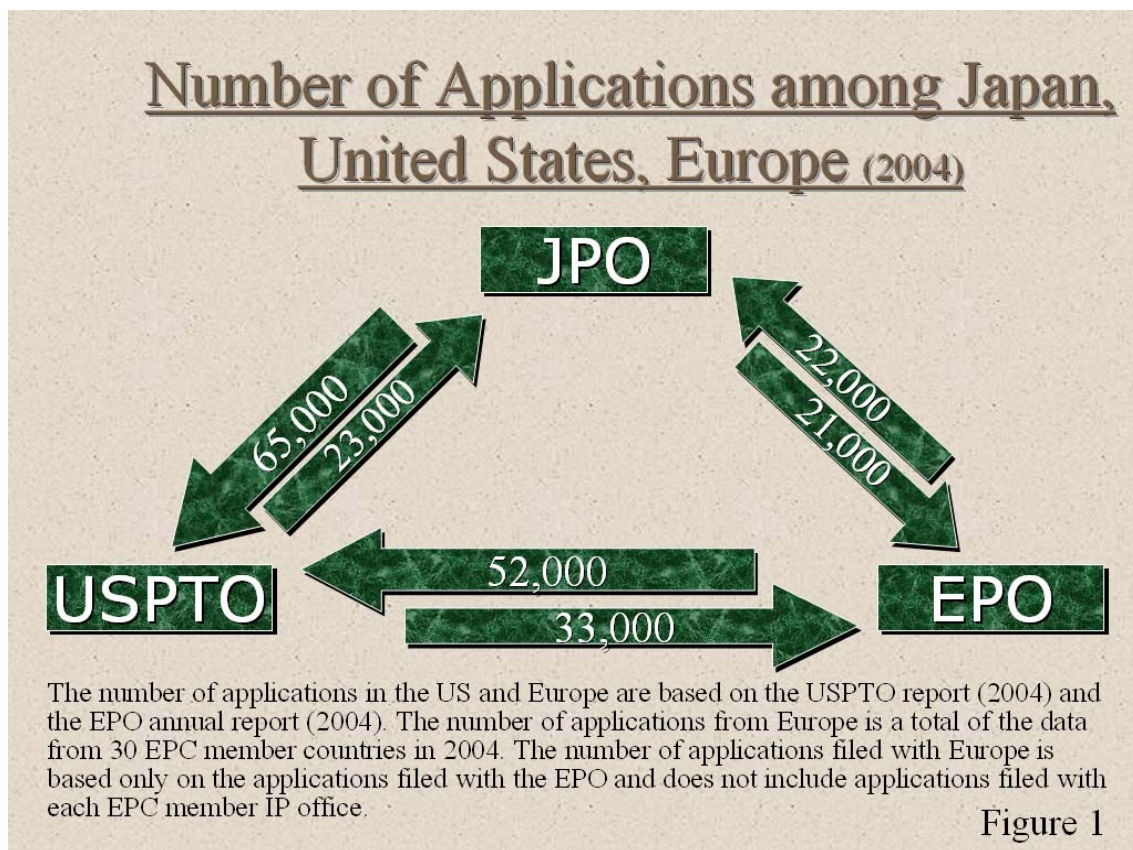 Number of Applications among Japan,
United States, Europe (2004)
JPO
65,000
23,000
22,000
21,000
52,000
33,000
USPTO
EPO
The number of applications in the US and Europe are based on the USPTO report (2004) and
the EPO annual report (2004). The number of applications from Europe is a total of the data
from 30 EPC member countries in 2004. The number of applications filed with Europe is
based only on the applications filed with the EPO and does not include applications filed with
each EPC member IP office.
Figure 1